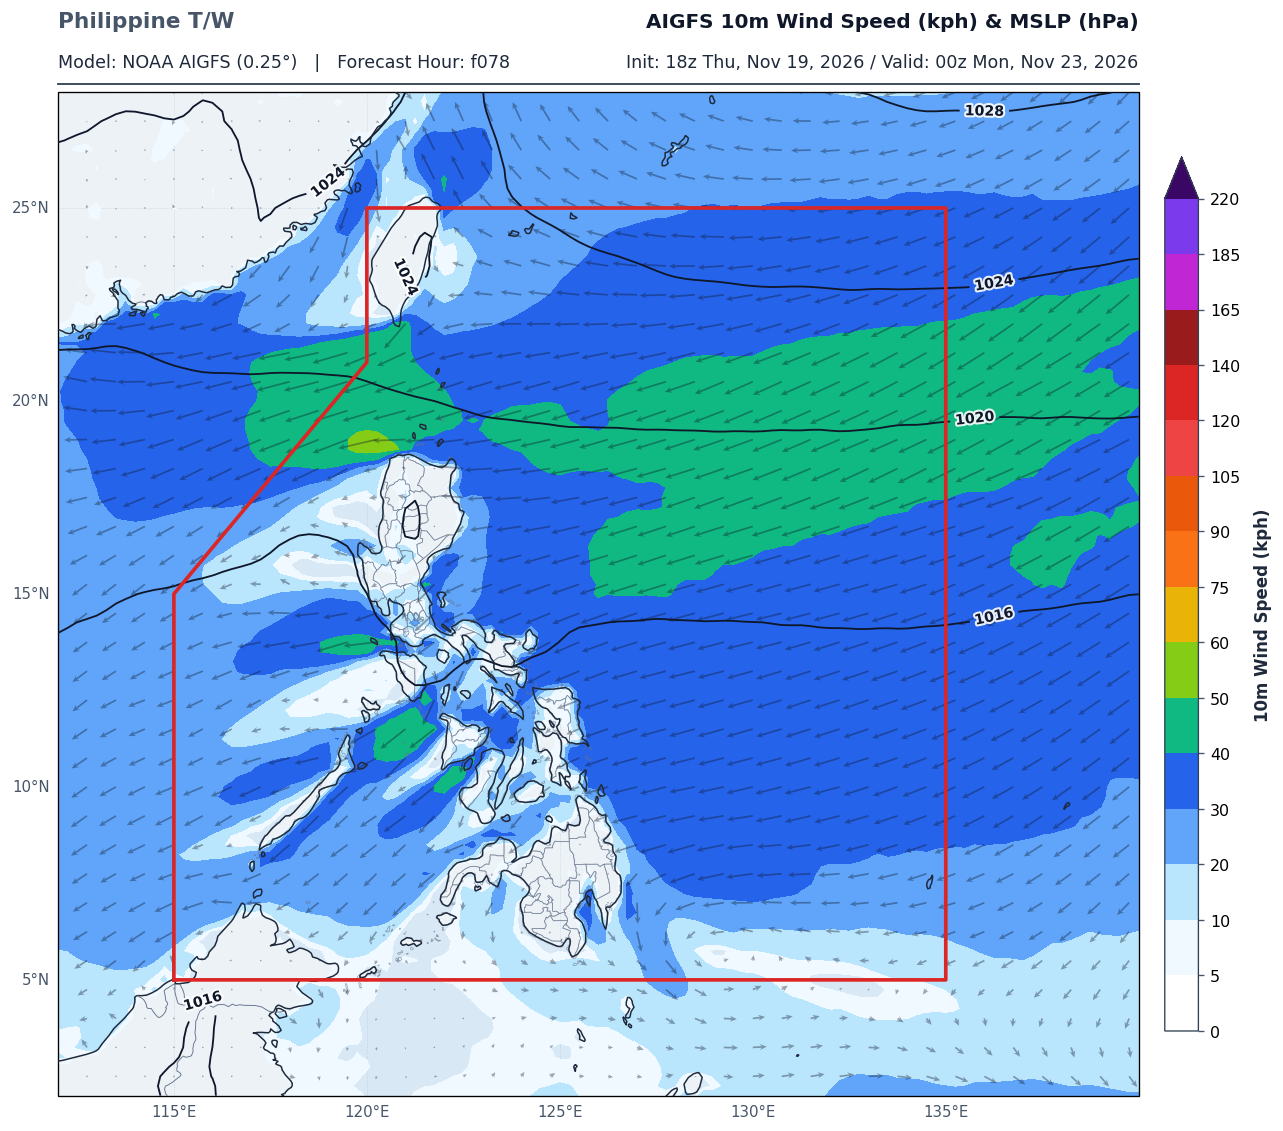 Philippine T/W
AIGFS 10m Wind Speed (kph) & MSLP (hPa)
Model: NOAA AIGFS (0.25°)   |   Forecast Hour: f078
Init: 18z Thu, Nov 19, 2026 / Valid: 00z Mon, Nov 23, 2026
1028
1024
1024
1024
1020
1016
1016
25°N
20°N
15°N
10°N
5°N
115°E
120°E
125°E
130°E
135°E
220
185
165
140
120
105
90
75
60
50
40
30
20
10
5
0
10m Wind Speed (kph)